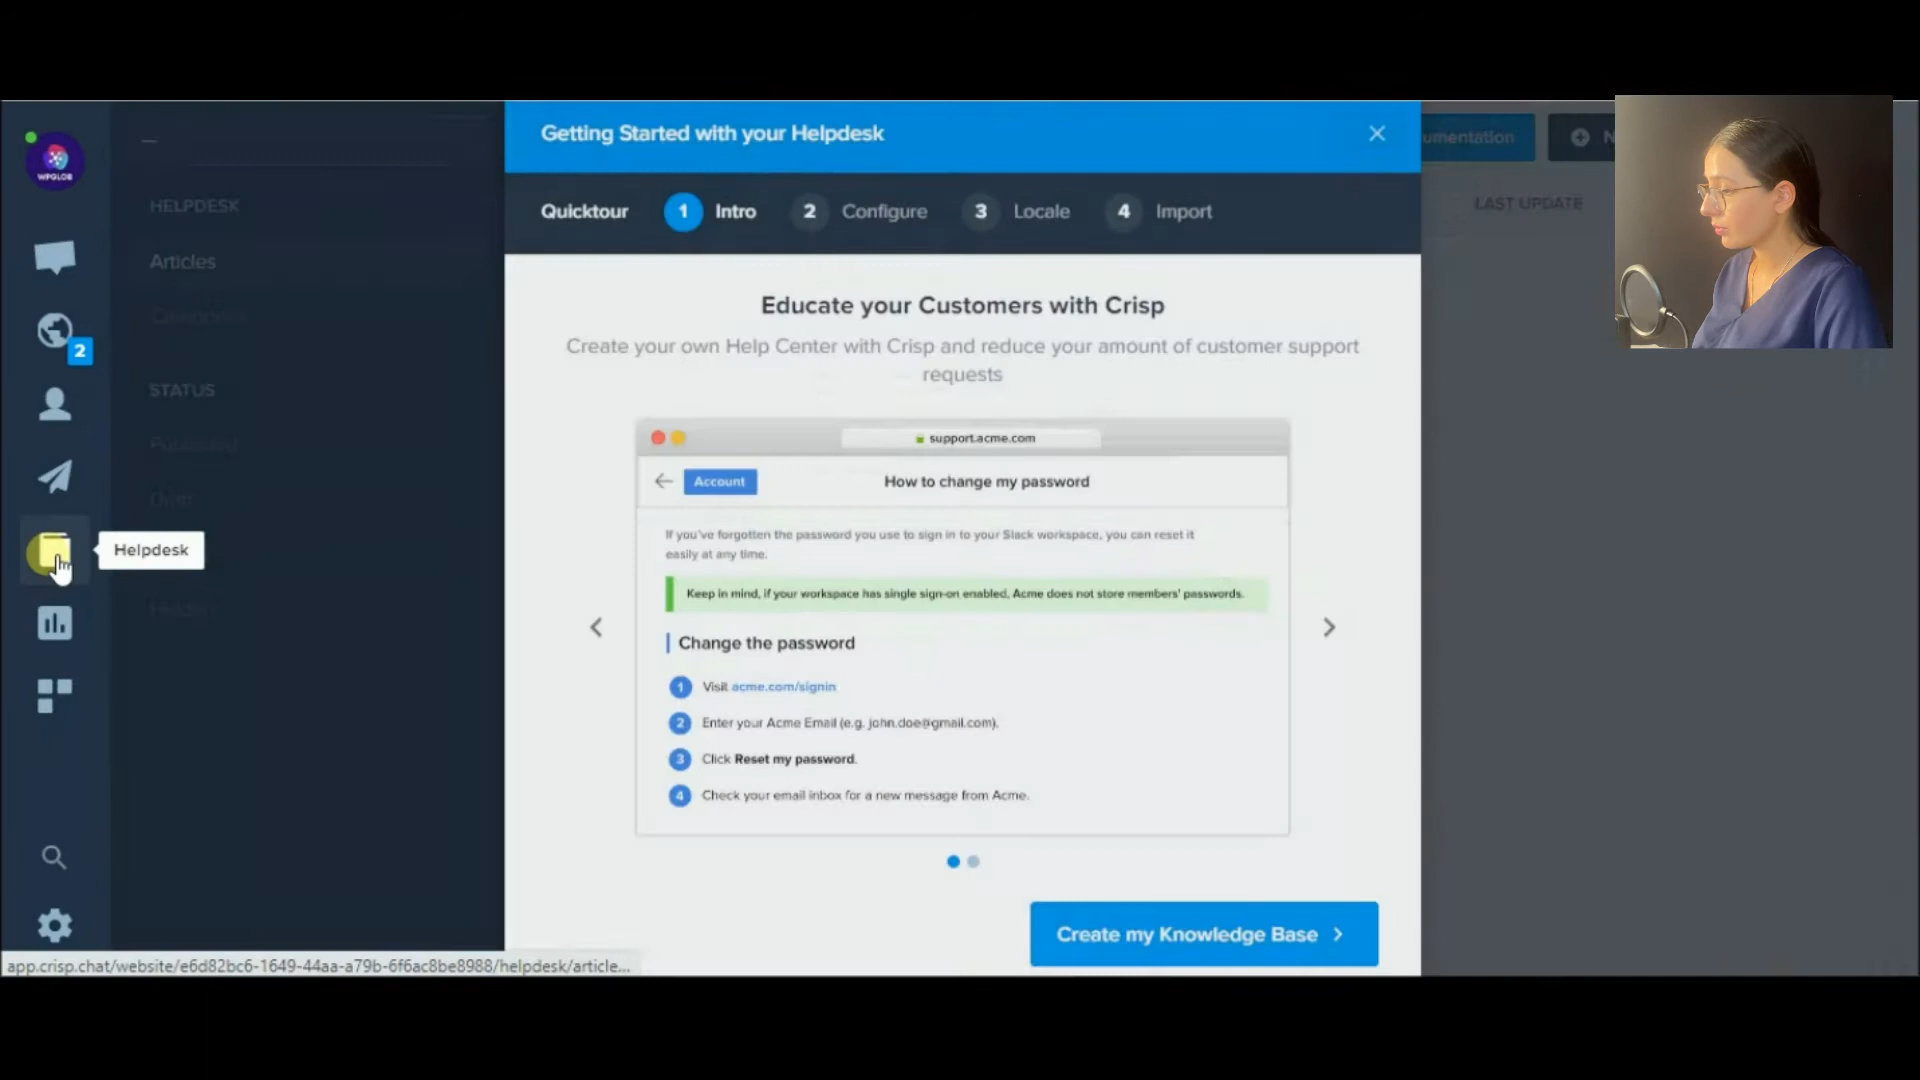 Getting Started with your Helpdesk
umentation
N
WPGLOB
HELPDESK
Quicktour
1 Intro
2 Configure
3 Locale
4 Import
LAST UPDATE
Articles
Categories
Educate your Customers with Crisp
Create your own Help Center with Crisp and reduce your amount of customer support
requests
2
STATUS
Published
Draft
support.acme.com
Account
How to change my password
If you've forgotten the password you use to sign in to your Slack workspace, you can reset it
easily at any time.
Helpdesk
Keep in mind, if your workspace has single sign-on enabled, Acme does not store members' passwords.
Hidden
Change the password
1 Visit acme.com/signin
2 Enter your Acme Email (e.g. john.doe@gmail.com).
3 Click Reset my password.
4 Check your email inbox for a new message from Acme.
Create my Knowledge Base
app.crisp.chat/website/e6d82bc6-1649-44aa-a79b-6f6ac8be8988/helpdesk/article...